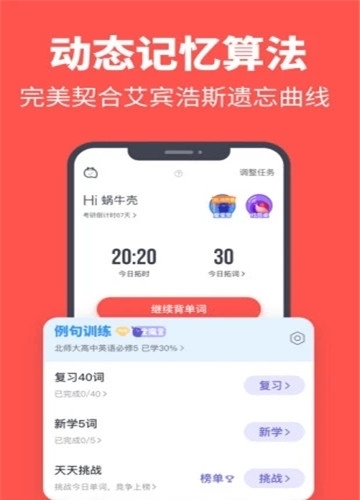 动态记忆算法
完美契合艾宾浩斯遗忘曲线
调整任务
Hi 蜗牛壳
考研倒计时67天 >
20:20
30
今日拓时
今日拓词 >
继续背单词
例句训练
北师大高中英语必修5 已学30% >
复习40词
已完成0/40 >
复习 >
新学5词
已完成0/5 >
新学 >
天天挑战
挑战今日单词，竞争上榜 >
榜单
挑战 >